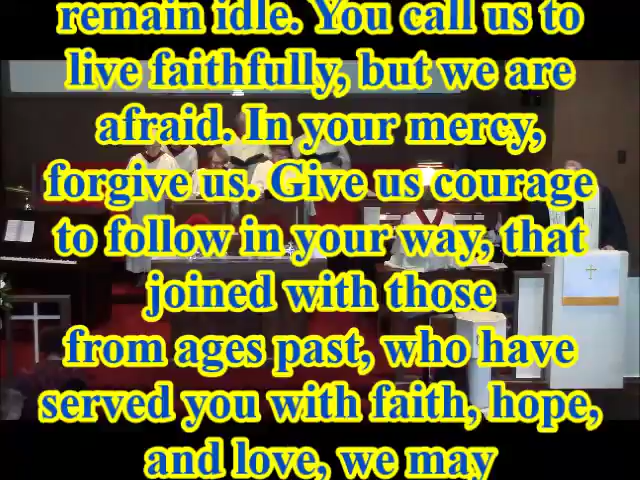 remain idle. You call us to
live faithfully, but we are
afraid. In your mercy,
forgive us. Give us courage
to follow in your way, that
joined with those
from ages past, who have
served you with faith, hope,
and love, we may